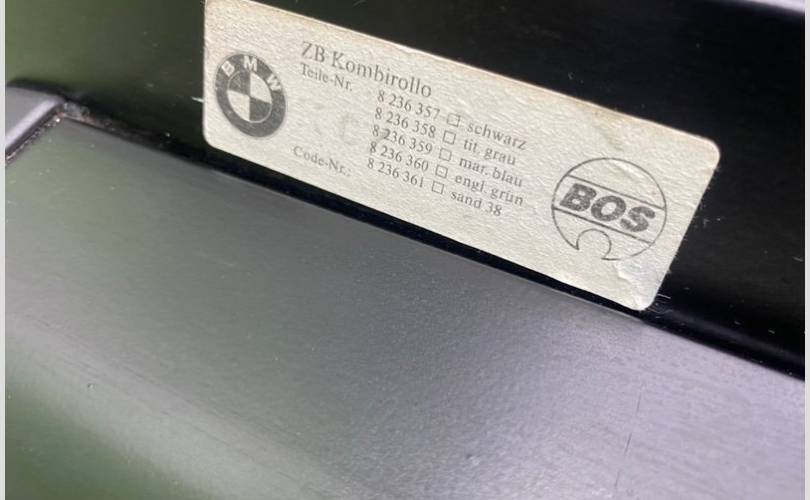 BMW
ZB Kombirollo
Teile-Nr. 8 236 357 □ schwarz
8 236 358 □ tit. grau
8 236 359 □ mar. blau
8 236 360 □ engl. grün
Code-Nr.: 8 236 361 □ sand 38
BOS